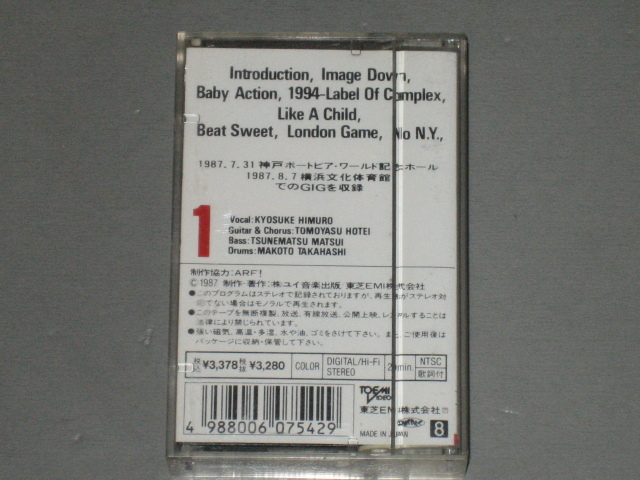 Introduction, Image Down,
Baby Action, 1994-Label Of Complex,
Like A Child,
Beat Sweet, London Game, No N.Y.,
1987.7.31 神戸ポートピア・ワールド記念ホール
1987.8.7 横浜文化体育館
でのGIGを収録
1
Vocal: KYOSUKE HIMURO
Guitar & Chorus: TOMOYASU HOTEI
Bass: TSUNEMATSU MATSUI
Drums: MAKOTO TAKAHASHI
制作協力: ARF!
©1987 制作・著作: ㈱ユイ音楽出版 東芝EMI株式会社
●このプログラムはステレオで記録されておりますが、再生機がステレオ対
応でない場合はモノラルで再生されます。
●このテープを無断複製、放送、有線放送、公開上映、レンタルすることは
法律により禁じられています。
●強い磁気、高温・多湿、水や油、ゴミをさけて下さい。また、ご使用後は
パッケージに収納・保管して下さい。
税込 ¥3,378 税抜 ¥3,280 COLOR DIGITAL/Hi-Fi STEREO min. NTSC 歌詞付
TOEMI VIDEO
東芝EMI株式会社
4 988006 075429
MADE IN JAPAN
8